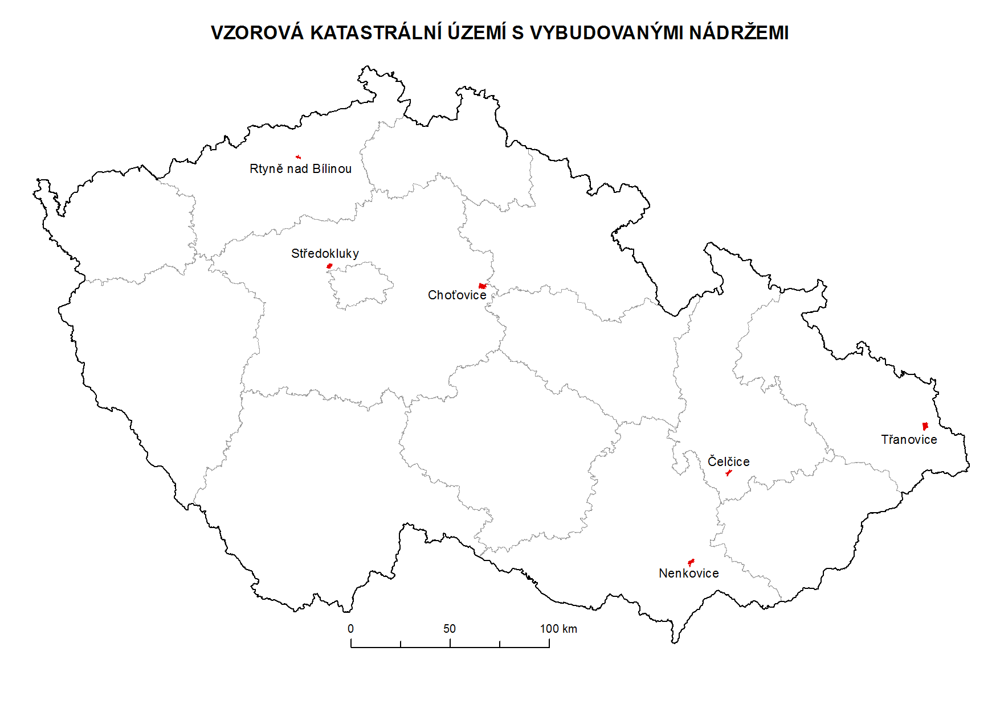 VZOROVÁ KATASTRÁLNÍ ÚZEMÍ S VYBUDOVANÝMI NÁDRŽEMI
Rtyně nad Bílinou
Středokluky
Choťovice
Třanovice
Čelčice
Nenkovice
0 50 100 km